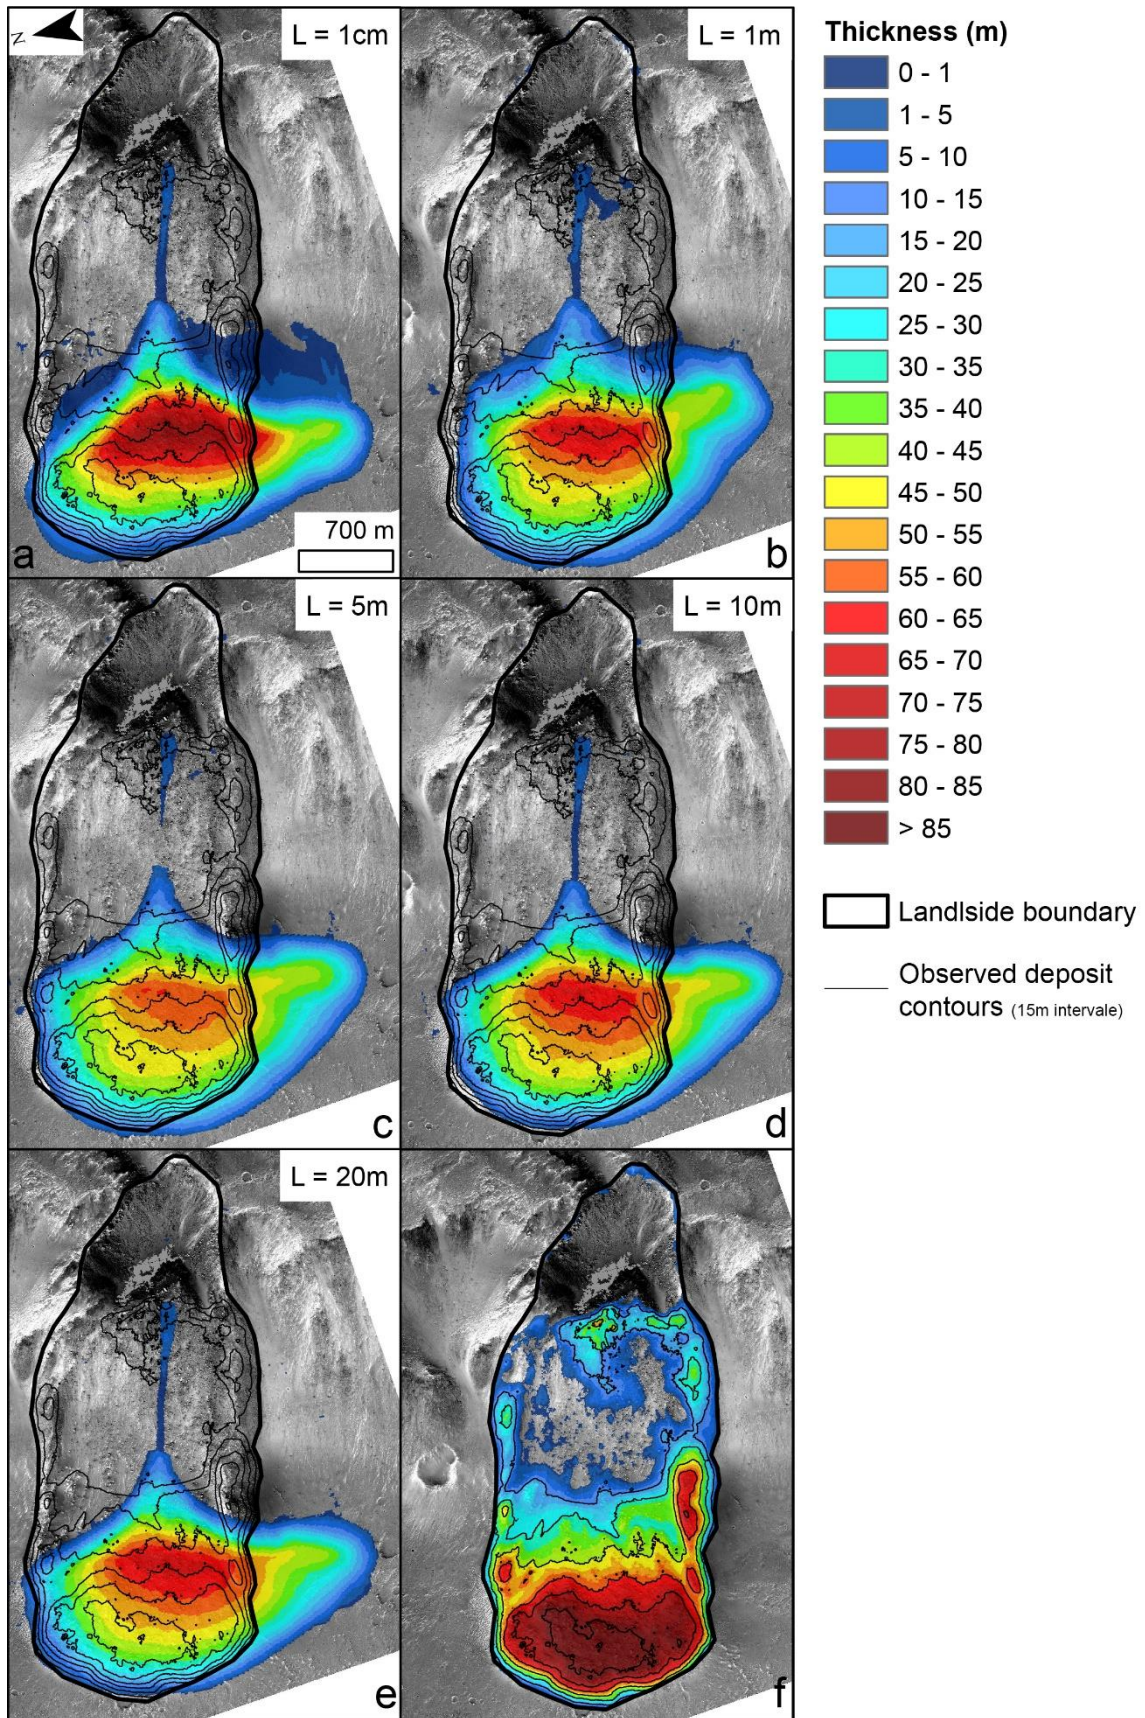 N
L = 1cm
a
700 m
L = 1m
b
L = 5m
c
L = 10m
d
L = 20m
e
f
Thickness (m)
0 - 1
1 - 5
5 - 10
10 - 15
15 - 20
20 - 25
25 - 30
30 - 35
35 - 40
40 - 45
45 - 50
50 - 55
55 - 60
60 - 65
65 - 70
70 - 75
75 - 80
80 - 85
> 85
Landlside boundary
Observed deposit
contours (15m intervale)